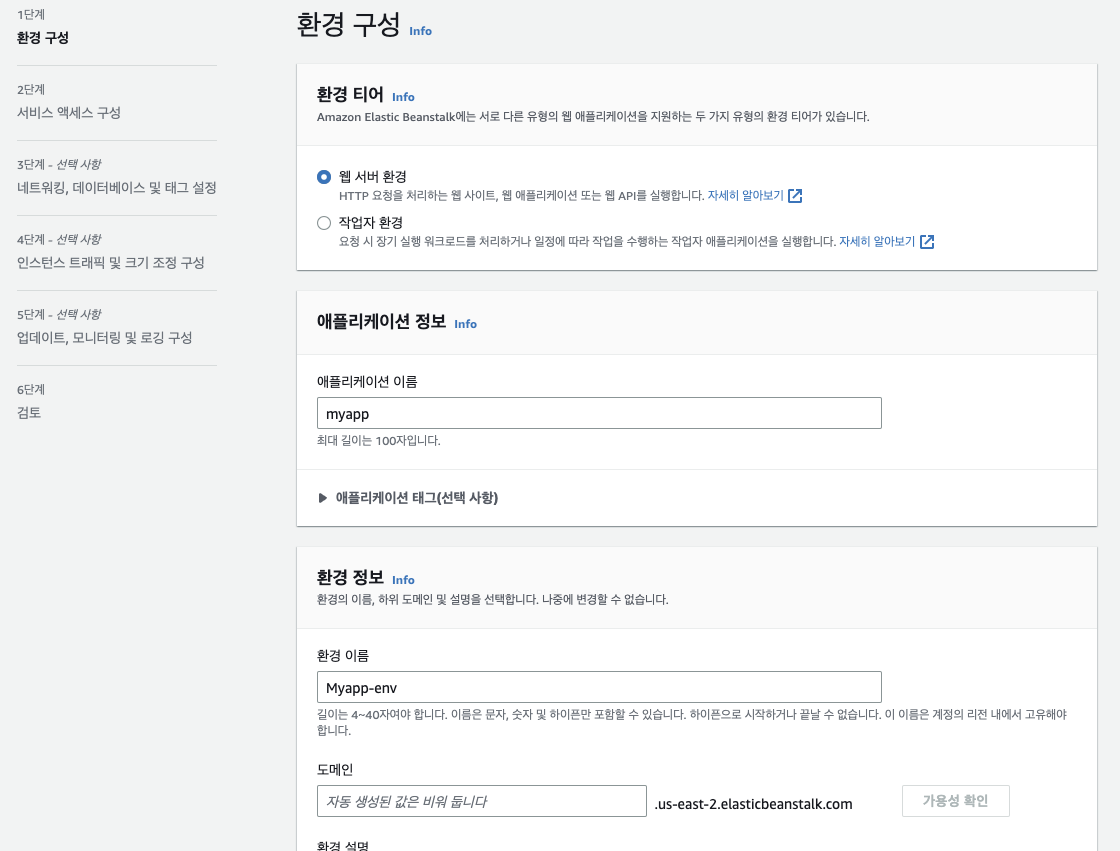 1단계
환경 구성
2단계
서비스 액세스 구성
3단계 - 선택 사항
네트워킹, 데이터베이스 및 태그 설정
4단계 - 선택 사항
인스턴스 트래픽 및 크기 조정 구성
5단계 - 선택 사항
업데이트, 모니터링 및 로깅 구성
6단계
검토
환경 구성 Info
환경 티어 Info
Amazon Elastic Beanstalk에는 서로 다른 유형의 웹 애플리케이션을 지원하는 두 가지 유형의 환경 티어가 있습니다.
웹 서버 환경
HTTP 요청을 처리하는 웹 사이트, 웹 애플리케이션 또는 웹 API를 실행합니다. 자세히 알아보기
작업자 환경
요청 시 장기 실행 워크로드를 처리하거나 일정에 따라 작업을 수행하는 작업자 애플리케이션을 실행합니다. 자세히 알아보기
애플리케이션 정보 Info
애플리케이션 이름
myapp
최대 길이는 100자입니다.
애플리케이션 태그(선택 사항)
환경 정보 Info
환경의 이름, 하위 도메인 및 설명을 선택합니다. 나중에 변경할 수 없습니다.
환경 이름
Myapp-env
길이는 4~40자여야 합니다. 이름은 문자, 숫자 및 하이픈만 포함할 수 있습니다. 하이픈으로 시작하거나 끝날 수 없습니다. 이 이름은 계정의 리전 내에서 고유해야
합니다.
도메인
자동 생성된 값은 비워 둡니다 .us-east-2.elasticbeanstalk.com 가용성 확인
환경 설명